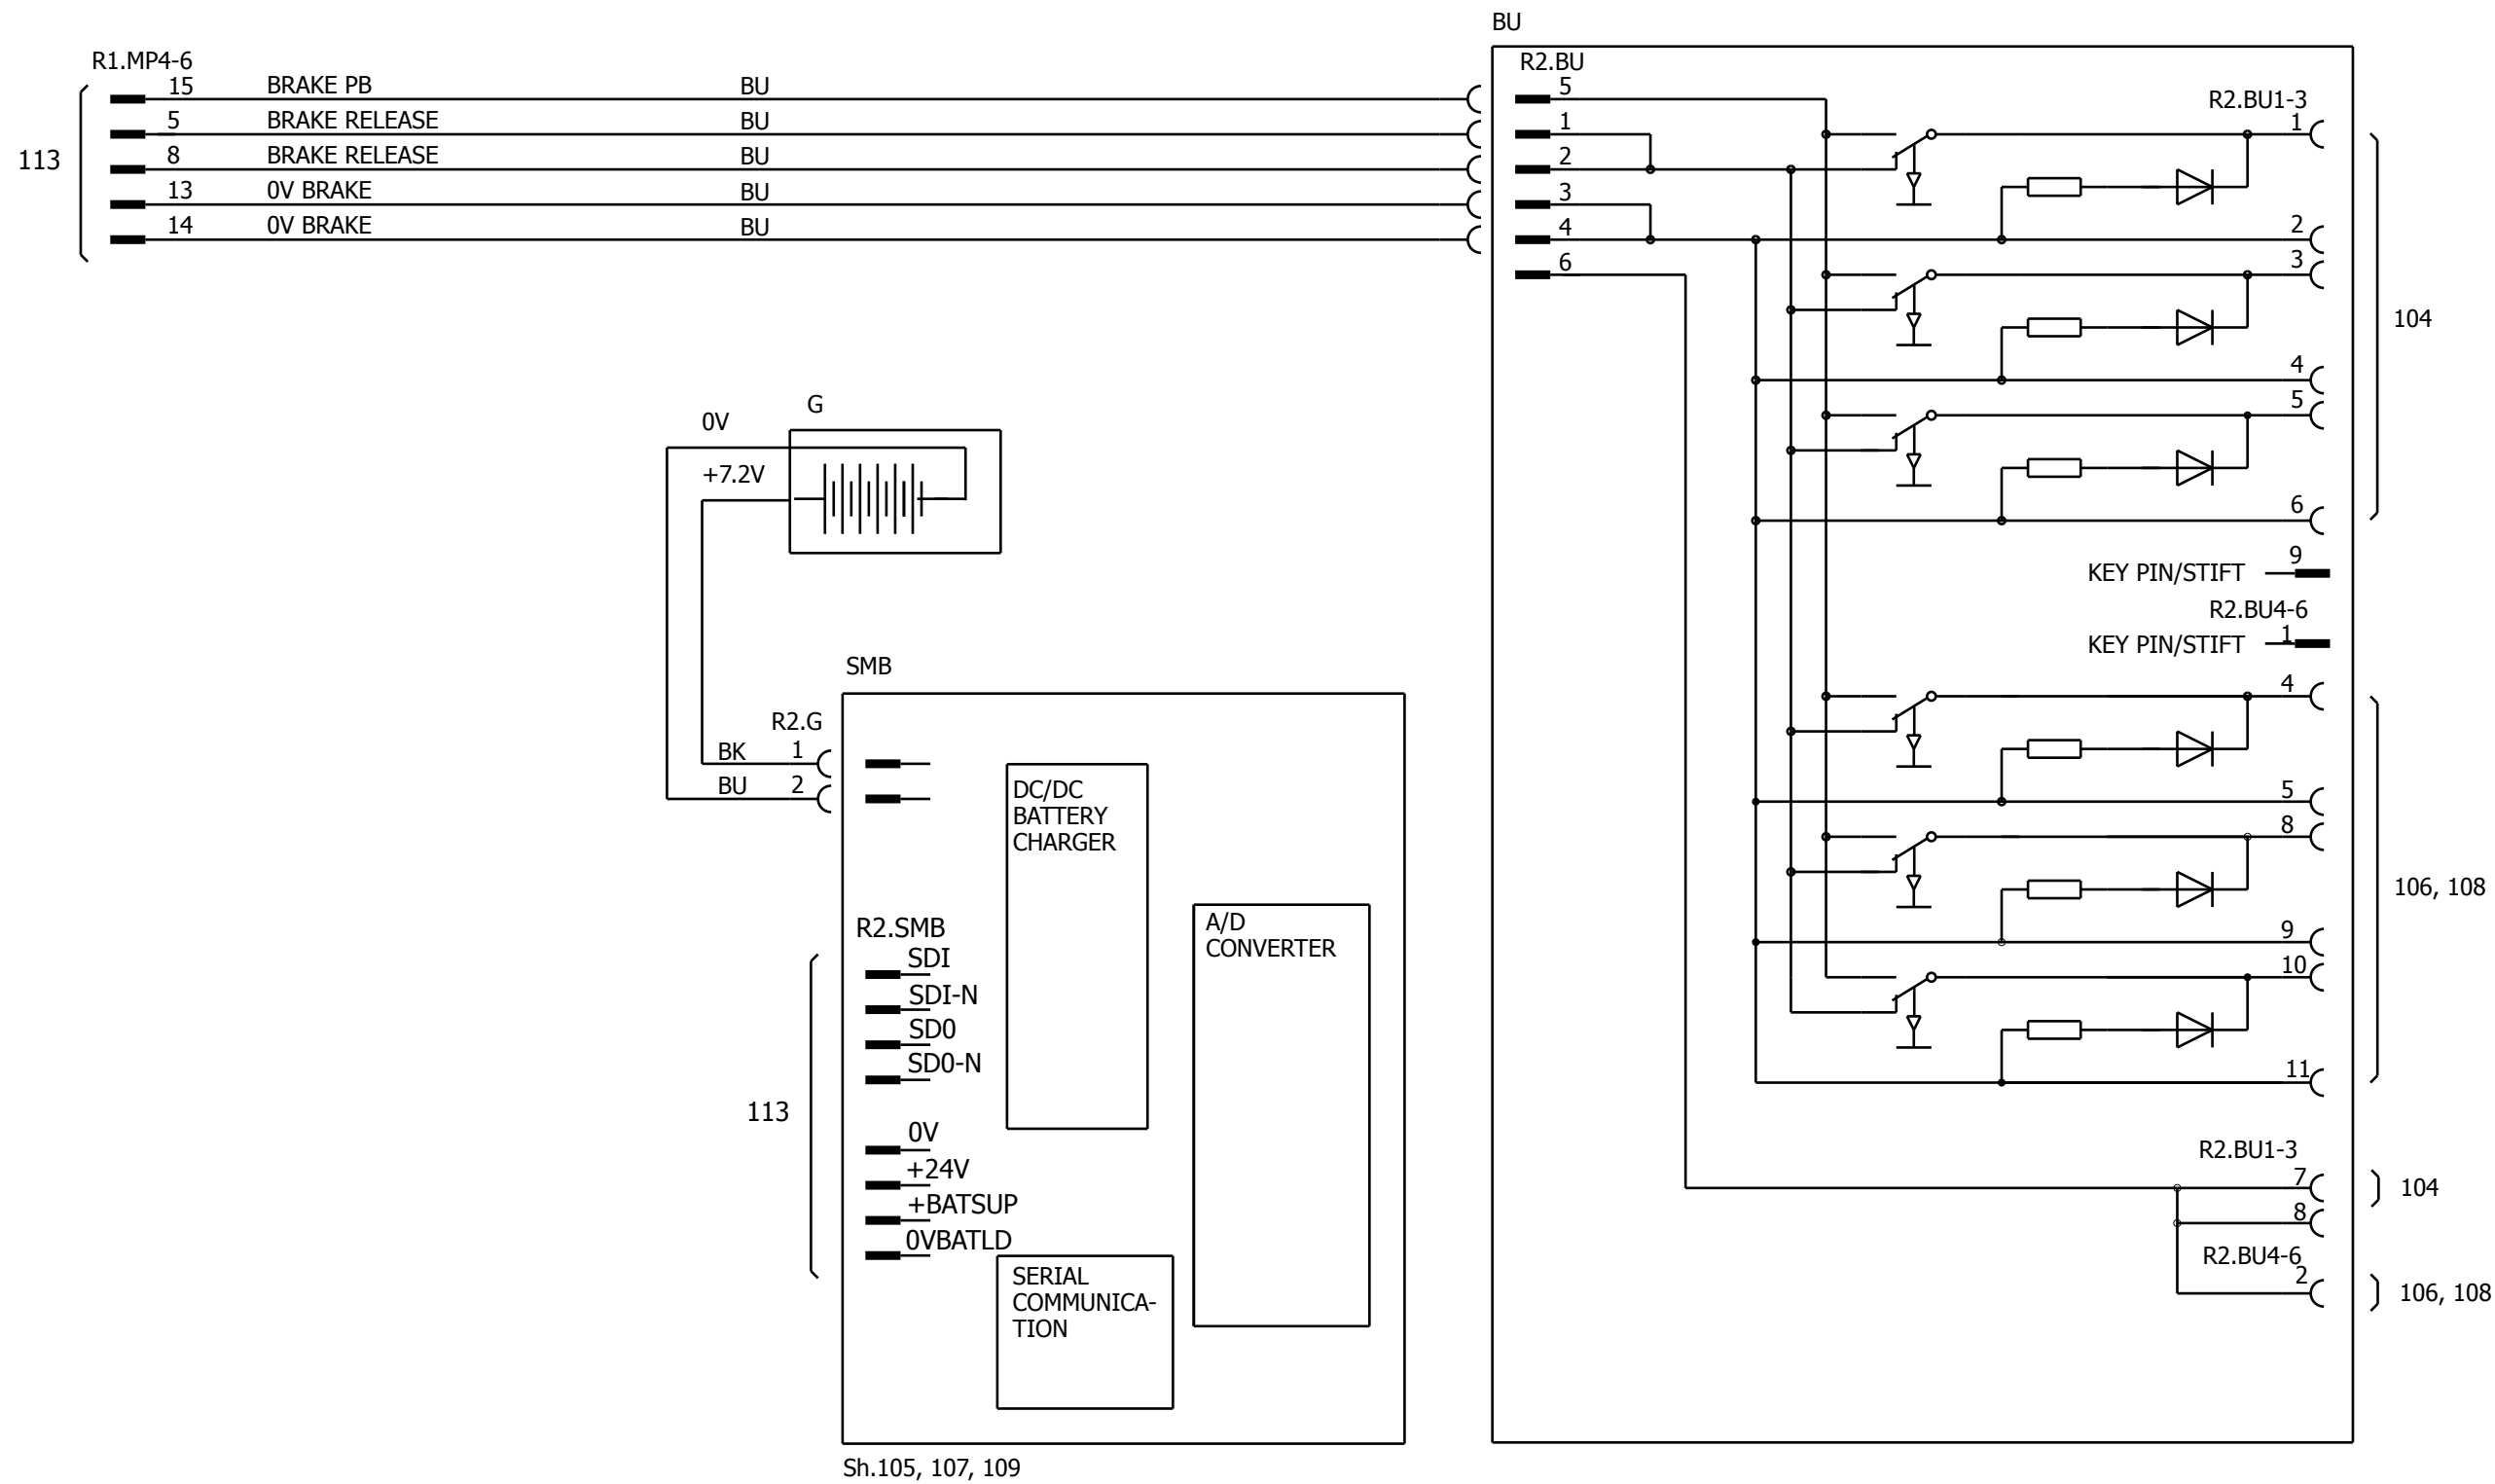 BU
R1.MP4-6
15 BRAKE PB BU
5 BRAKE RELEASE BU
8 BRAKE RELEASE BU
13 0V BRAKE BU
14 0V BRAKE BU
113
R2.BU
5
1
2
3
4
6
R2.BU1-3
1
2
3
4
5
6
104
9
KEY PIN/STIFT
R2.BU4-6
1
KEY PIN/STIFT
4
5
8
9
10
11
106, 108
R2.BU1-3
7
8
104
R2.BU4-6
2
106, 108
G
0V
+7.2V
SMB
R2.G
BK 1
BU 2
DC/DC
BATTERY
CHARGER
A/D
CONVERTER
R2.SMB
SDI
SDI-N
SD0
SD0-N
113
0V
+24V
+BATSUP
0VBATLD
SERIAL
COMMUNICA-
TION
Sh.105, 107, 109